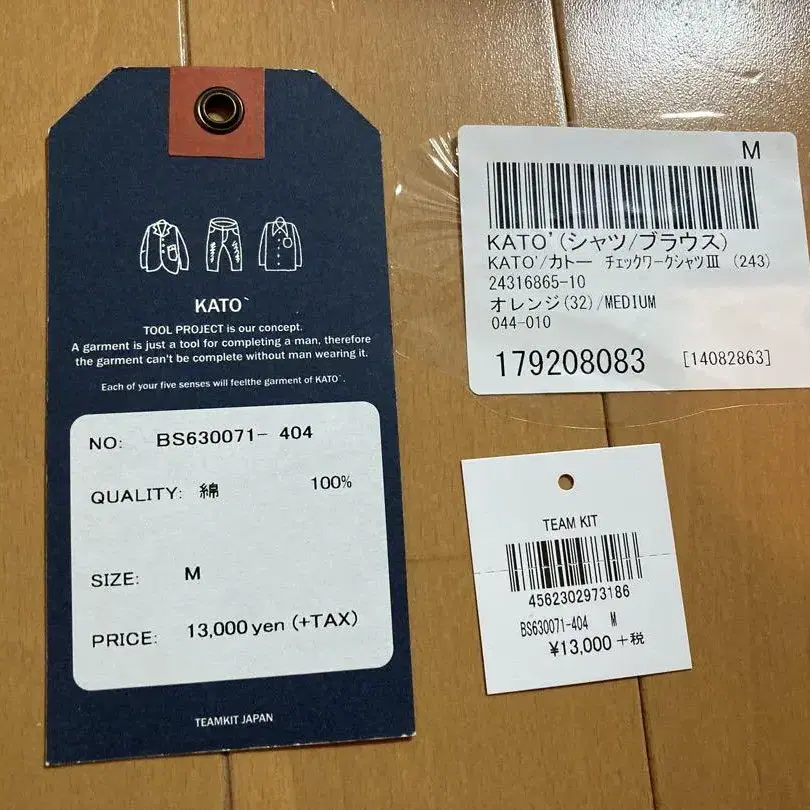 KATO`
TOOL PROJECT is our concept.
A garment is just a tool for completing a man, therefore
the garment can't be complete without man wearing it.
Each of your five senses will feelthe garment of KATO`.
NO: BS630071- 404
QUALITY: 綿 100%
SIZE: M
PRICE: 13,000 yen (+TAX)
TEAMKIT JAPAN
M
KATO'(シャツ/ブラウス)
KATO'/カトー チェックワークシャツⅢ (243)
24316865-10
オレンジ(32)/MEDIUM
044-010
179208083 [14082863]
TEAM KIT
4562302973186
BS630071-404 M
¥13,000 +税